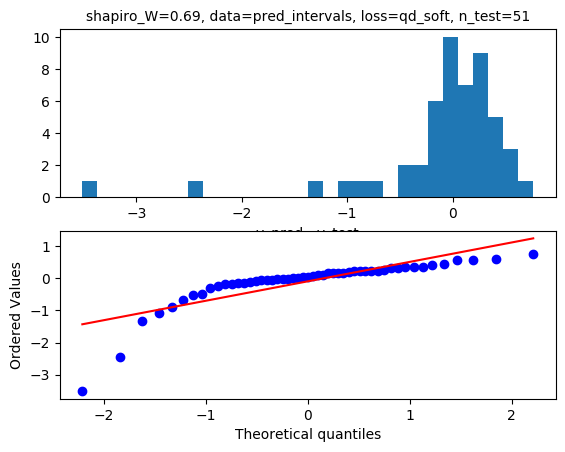 shapiro_W=0.69, data=pred_intervals, loss=qd_soft, n_test=51
10
8
6
4
2
0
−3 −2 −1 0
1
0
−1
−2
−3
Ordered Values
−2 −1 0 1 2
Theoretical quantiles